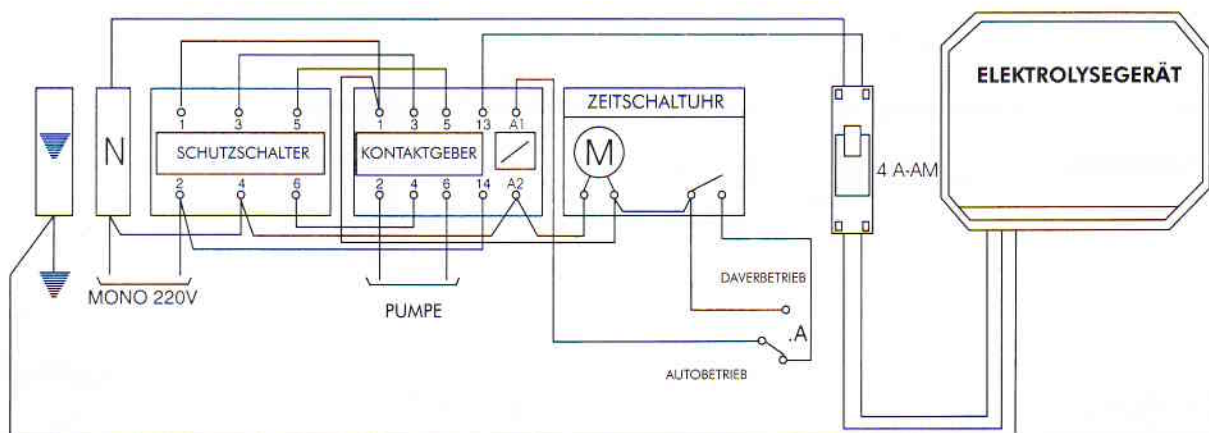 ELEKTROLYSEGERÄT
ZEITSCHALTUHR
1 3 5
1 3 5 13 A1
N
SCHUTZSCHALTER
KONTAKTGEBER
M
4 A-AM
2 4 6
2 4 6 14 A2
MONO 220V
PUMPE
DAVERBETRIEB
.A
AUTOBETRIEB